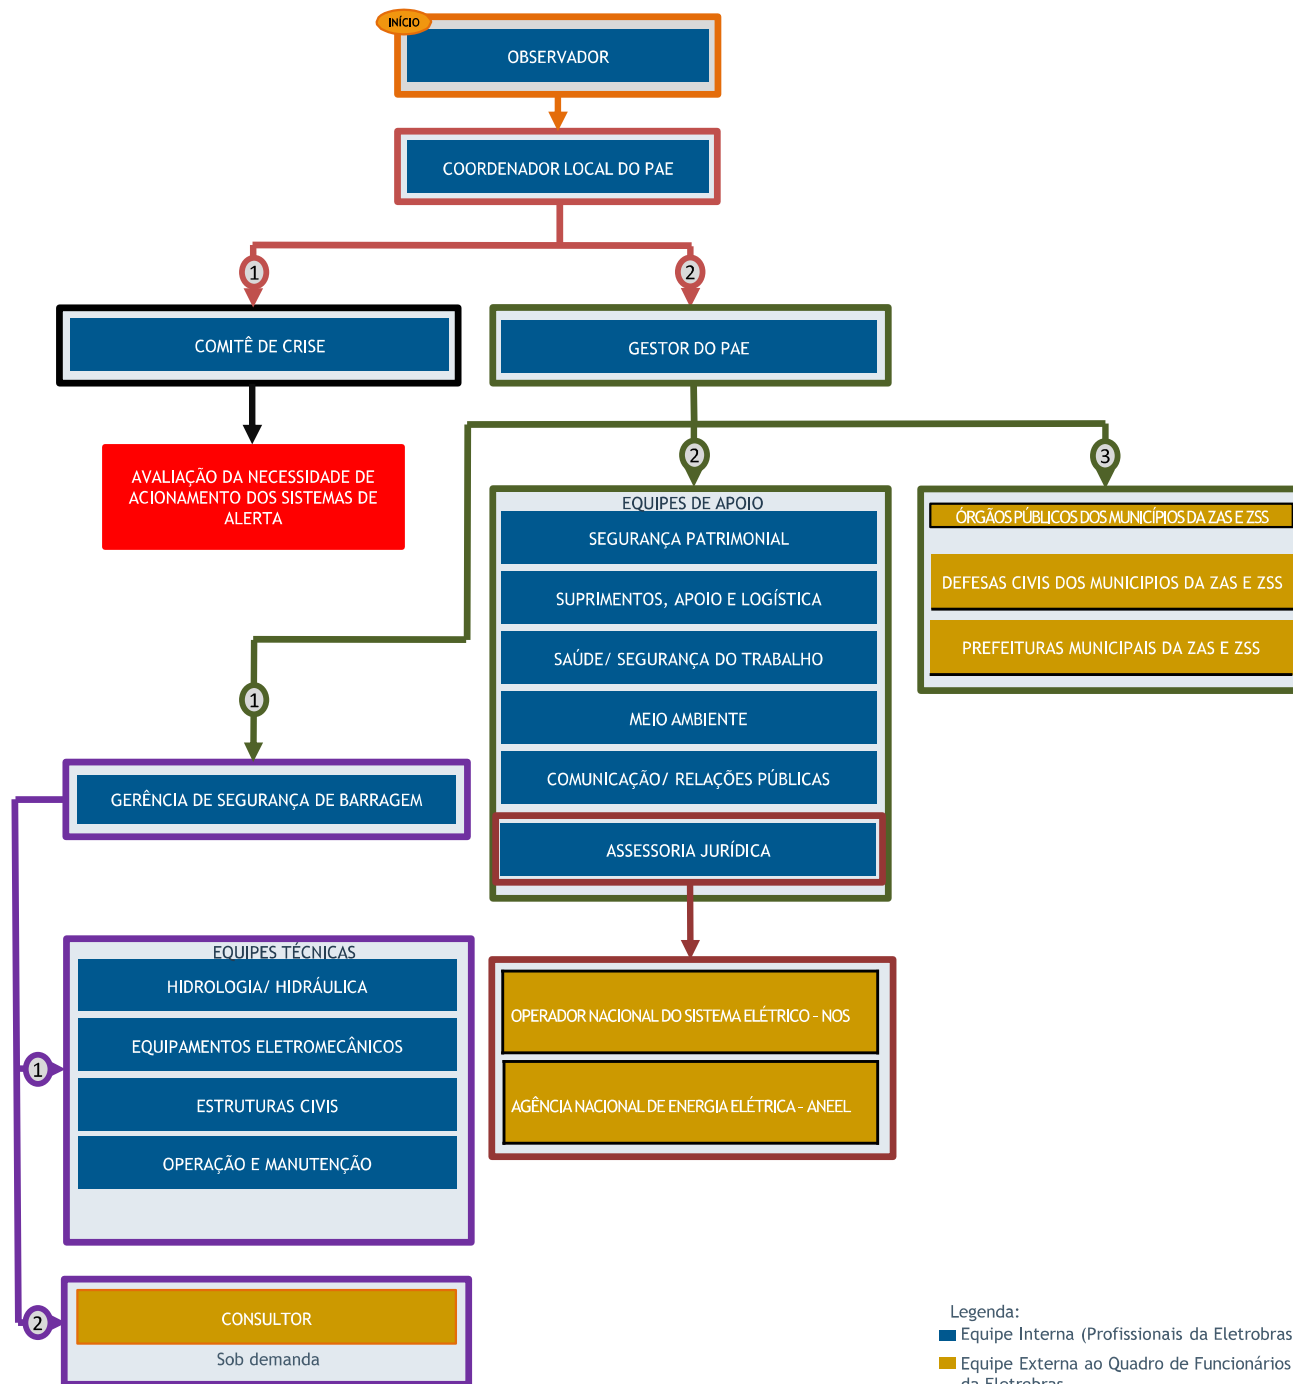 INÍCIO
OBSERVADOR
COORDENADOR LOCAL DO PAE
1
2
COMITÊ DE CRISE
GESTOR DO PAE
AVALIAÇÃO DA NECESSIDADE DE
ACIONAMENTO DOS SISTEMAS DE
ALERTA
2
3
EQUIPES DE APOIO
SEGURANÇA PATRIMONIAL
SUPRIMENTOS, APOIO E LOGÍSTICA
SAÚDE/ SEGURANÇA DO TRABALHO
MEIO AMBIENTE
COMUNICAÇÃO/ RELAÇÕES PÚBLICAS
ASSESSORIA JURÍDICA
ÓRGÃOS PÚBLICOS DOS MUNICÍPIOS DA ZAS E ZSS
DEFESAS CIVIS DOS MUNICIPIOS DA ZAS E ZSS
PREFEITURAS MUNICIPAIS DA ZAS E ZSS
1
GERÊNCIA DE SEGURANÇA DE BARRAGEM
EQUIPES TÉCNICAS
HIDROLOGIA/ HIDRÁULICA
EQUIPAMENTOS ELETROMECÂNICOS
ESTRUTURAS CIVIS
OPERAÇÃO E MANUTENÇÃO
1
OPERADOR NACIONAL DO SISTEMA ELÉTRICO – NOS
AGÊNCIA NACIONAL DE ENERGIA ELÉTRICA – ANEEL
2
CONSULTOR
Sob demanda
Legenda:
Equipe Interna (Profissionais da Eletrobras
Equipe Externa ao Quadro de Funcionários
da Eletrobras